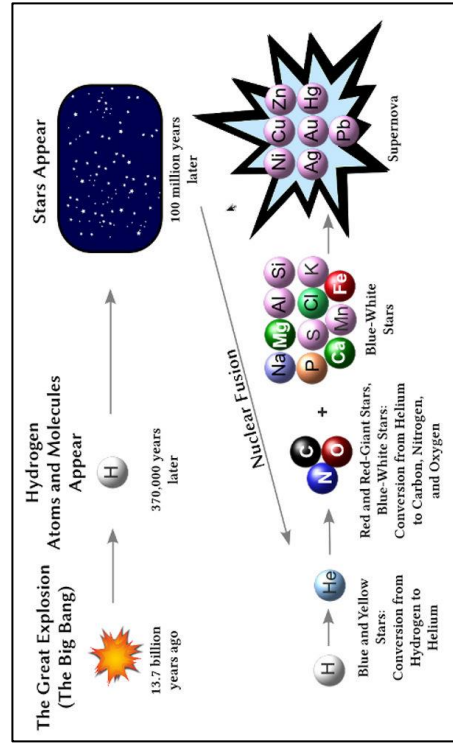 The Great Explosion
(The Big Bang)
13.7 billion
years ago
Hydrogen
Atoms and Molecules
Appear
H
370,000 years
later
Stars Appear
100 million years
later
Nuclear Fusion
H
He
Blue and Yellow
Stars:
Conversion from
Hydrogen to
Helium
C
N
O
Red and Red-Giant Stars,
Blue-White Stars:
Conversion from Helium
to Carbon, Nitrogen,
and Oxygen
+
Na Mg Al Si
P S Cl K
Ca Mn Fe
Blue-White
Stars
Ni Cu Zn
Ag Au Hg
Pb
Supernova